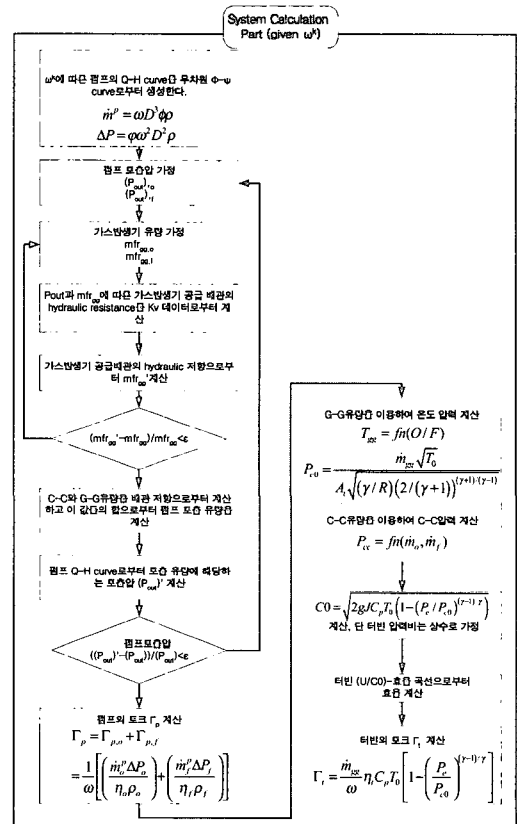 System Calculation
Part (given ω^k)
ω^k에 따른 펌프의 Q-H curve를 무차원 Φ-Ψ
curve로부터 생성한다.
ṁ^p = ωD^3φρ
ΔP = φω^2D^2ρ
펌프 토출압 가정
(P_out),_o
(P_out),_f
가스발생기 유량 가정
mfr_gg,o
mfr_gg,f
Pout과 mfr_gg에 따른 가스발생기 공급 배관의
hydraulic resistance를 Kv 데이터로부터 계
산
가스발생기 공급배관의 hydraulic 저항으로부
터 mfr_gg' 계산
(mfr_gg'-mfr_gg)/mfr_gg<ε
C-C와 G-G유량을 배관 저항으로부터 계산
하고 이 값들의 합으로부터 펌프 토출 유량을
계산
펌프 Q-H curve로부터 토출 유량에 해당하
는 토출압 (P_out)' 계산
펌프토출압
((P_out)'-(P_out))/(P_out)<ε
펌프의 토크 Γ_p 계산
Γ_p = Γ_p,o + Γ_p,f
= 1/ω [(ṁ_o^p ΔP_o / η_o ρ_o) + (ṁ_f^p ΔP_f / η_f ρ_f)]
G-G유량을 이용하여 온도 압력 계산
T_gg = fn(O/F)
P_c0 = ṁ_gg √T_0 / A_t √((γ/R)(2/(γ+1))^(γ+1)/(γ-1))
C-C유량을 이용하여 C-C압력 계산
P_cc = fn(ṁ_o, ṁ_f)
C0 = √(2gJC_pT_0(1-(P_e/P_c0)^(γ-1)/γ))
계산, 단 터빈 압력비는 상수로 가정
터빈 (U/C0)-효율 곡선으로부터
효율 계산
터빈의 토크 Γ_t 계산
Γ_t = ṁ_gg/ω η_t C_p T_0 [1-(P_e/P_c0)^(γ-1)/γ]